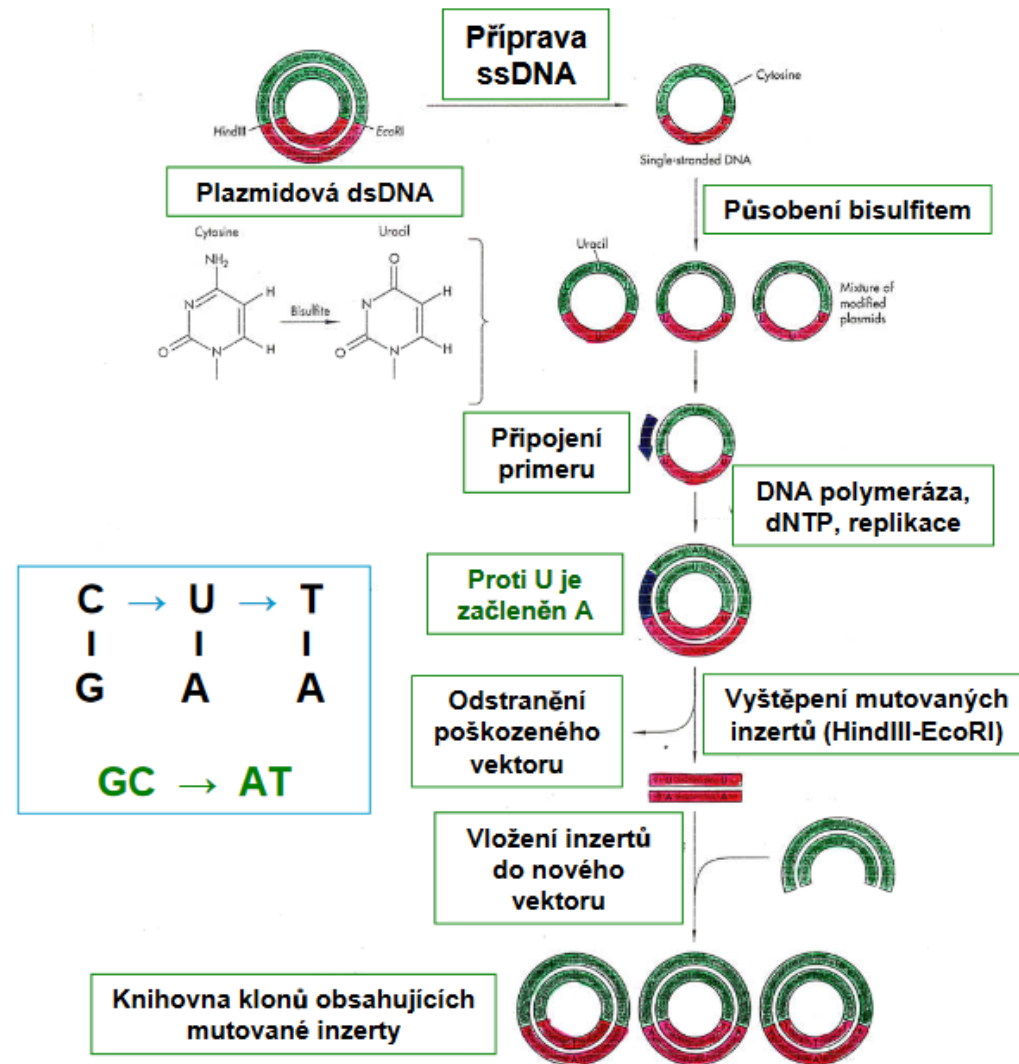 Příprava
ssDNA
Cytosine
HindIII
EcoRI
Single-stranded DNA
Plazmidová dsDNA
Působení bisulfitem
Cytosine
Uracil
NH₂
O
N
H
HN
H
Bisulfite
O
N
H
O
N
H
Uracil
Mixture of
modified
plasmids
Připojení
primeru
DNA polymeráza,
dNTP, replikace
Proti U je
začleněn A
C → U → T
I I I
G A A
GC → AT
Odstranění
poškozeného
vektoru
Vyštěpení mutovaných
inzertů (HindIII-EcoRI)
Vložení inzertů
do nového
vektoru
Knihovna klonů obsahujících
mutované inzerty